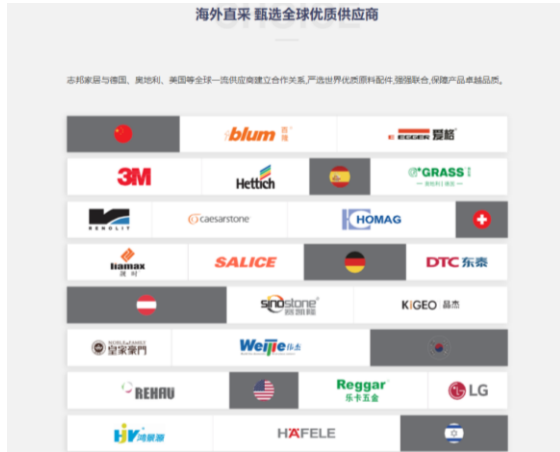 海外直采 甄选全球优质供应商
志邦家居与德国、奥地利、美国等全球一流供应商建立合作关系,严选世界优质原料配件,强强联合,保障产品卓越品质。
blum 百隆
EGGER 爱格
3M
Hettich
GRASS
RENOLIT
caesarstone
HOMAG
liamax
SALICE
DTC 东泰
sinostone
KIGEO 晶杰
皇家豪門
Weijie 伟杰
REHAU
Reggar
乐卡五金
LG
HÄFELE